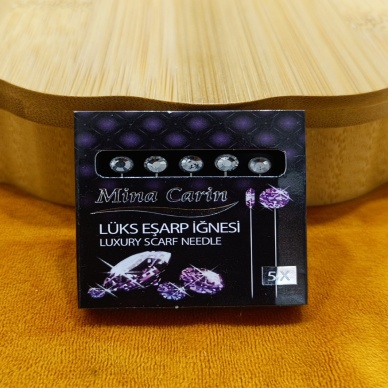 Mina Carin
LÜKS EŞARP İĞNESİ
LUXURY SCARF NEEDLE
5X